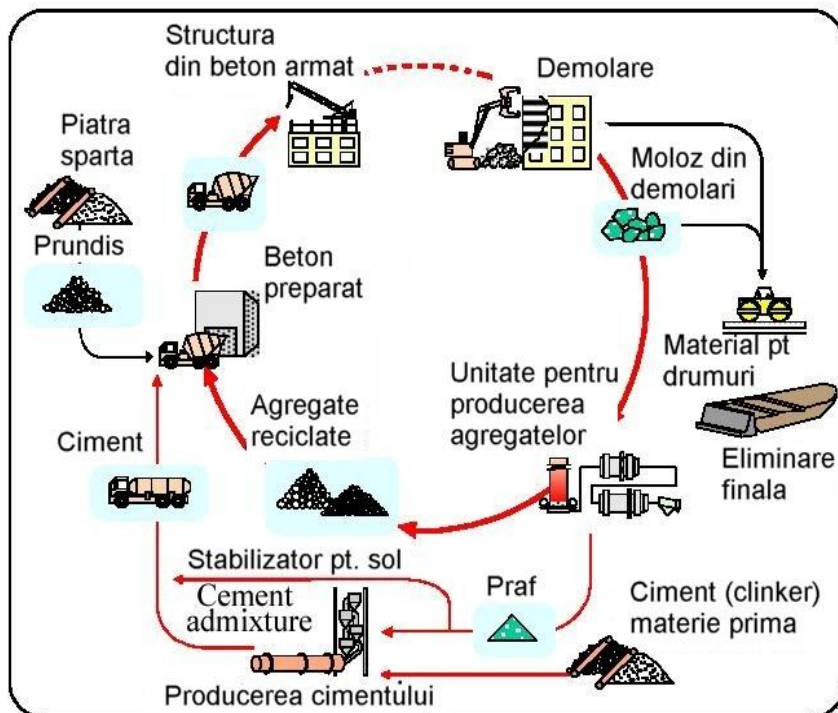 Structura
din beton armat
Demolare
Piatra
sparta
Moloz din
demolari
Prundis
Beton
preparat
Material pt
drumuri
Unitate pentru
producerea
agregatelor
Agregate
reciclate
Ciment
Eliminare
finala
Stabilizator pt. sol
Cement
admixture
Praf
Ciment (clinker)
materie prima
Producerea cimentului